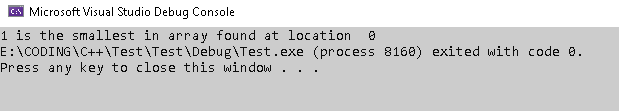 Microsoft Visual Studio Debug Console
1 is the smallest in array found at location  0
E:\CODING\C++\Test\Test\Debug\Test.exe (process 8160) exited with code 0.
Press any key to close this window . . .